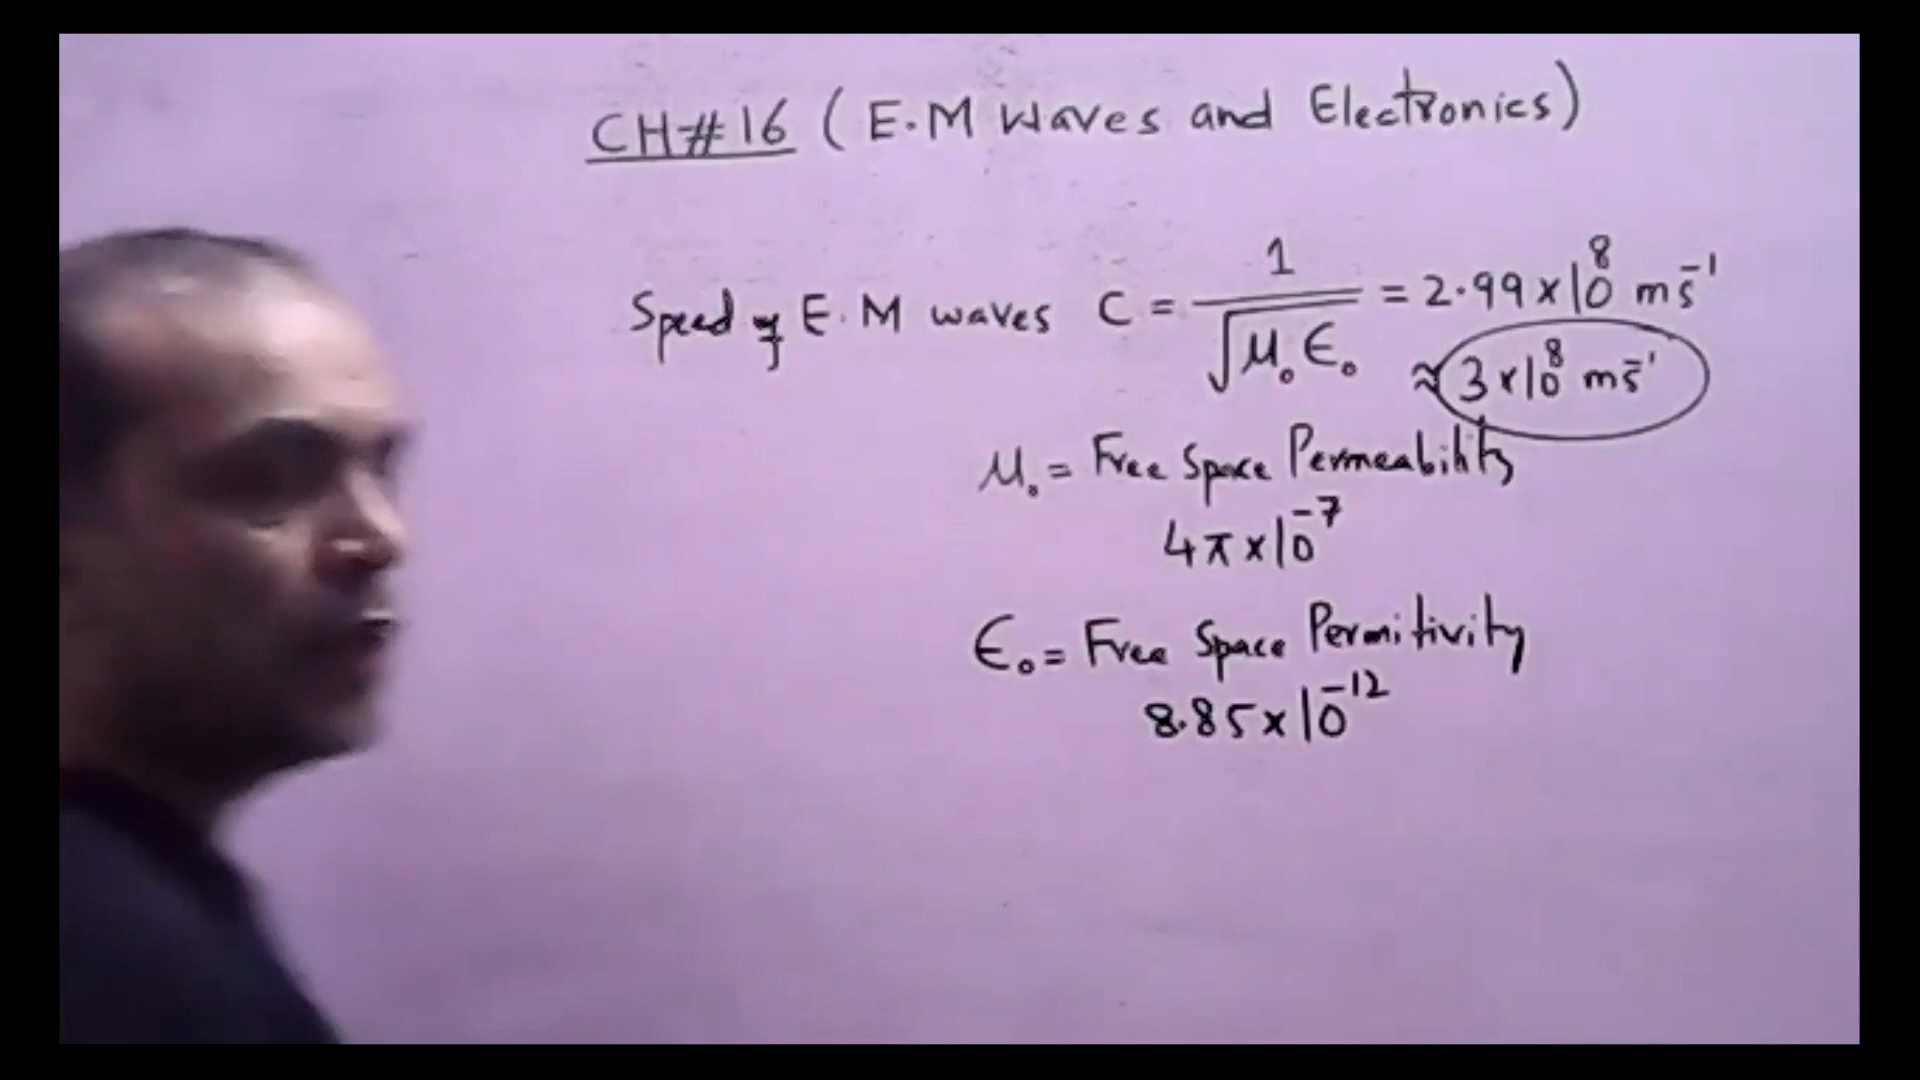 CH#16 (E.M Waves and Electronics)
Speed of E.M waves C = 1/√μ₀ϵ₀ = 2.99×10⁸ ms⁻¹
≈ 3×10⁸ ms⁻¹
μ₀ = Free Space Permeability
4π×10⁻⁷
ϵ₀ = Free Space Permitivity
8.85×10⁻¹²